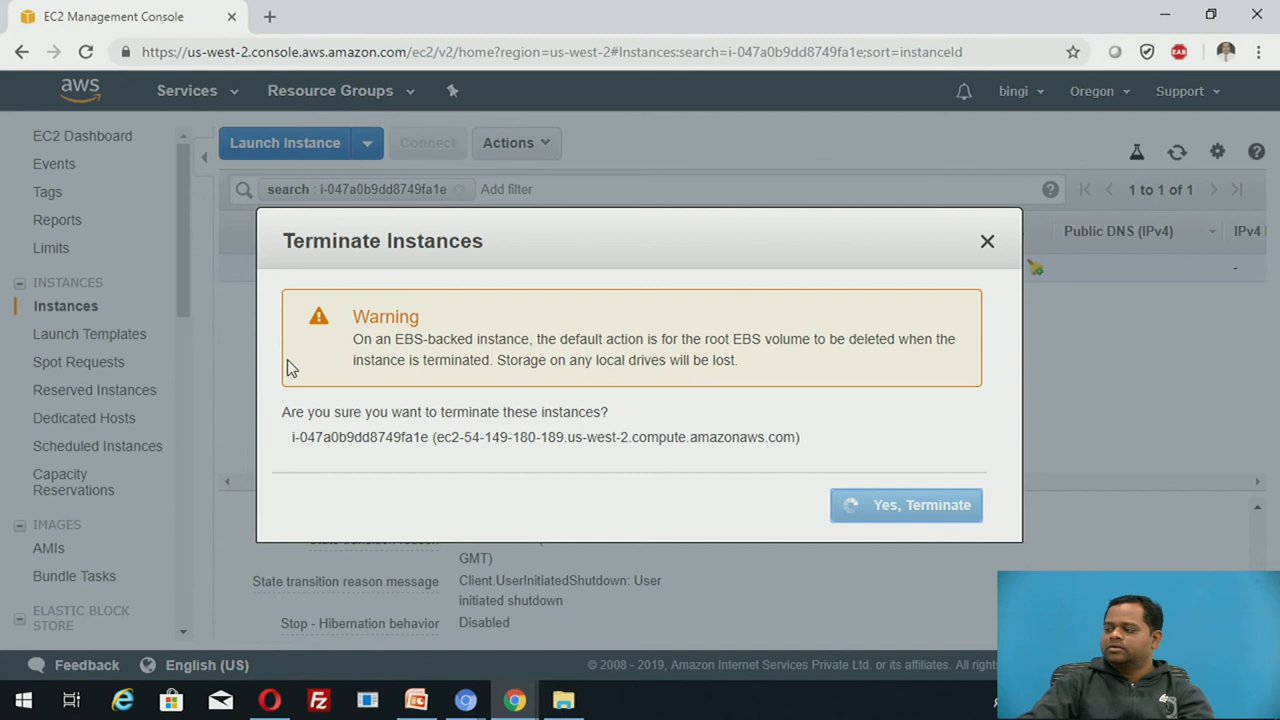 EC2 Management Console
https://us-west-2.console.aws.amazon.com/ec2/v2/home?region=us-west-2#Instances:search=i-047a0b9dd8749fa1e;sort=instanceId
EAB
aws
Services
Resource Groups
bingi
Oregon
Support
EC2 Dashboard
Events
Tags
Reports
Limits
INSTANCES
Instances
Launch Templates
Spot Requests
Reserved Instances
Dedicated Hosts
Scheduled Instances
Capacity
Reservations
IMAGES
AMIs
Bundle Tasks
ELASTIC BLOCK
STORE
Launch Instance
Connect
Actions
search : i-047a0b9dd8749fa1e
Add filter
1 to 1 of 1
Public DNS (IPv4)
IPv4
-
Terminate Instances
Warning
On an EBS-backed instance, the default action is for the root EBS volume to be deleted when the
instance is terminated. Storage on any local drives will be lost.
Are you sure you want to terminate these instances?
i-047a0b9dd8749fa1e (ec2-54-149-180-189.us-west-2.compute.amazonaws.com)
Yes, Terminate
GMT)
State transition reason message
Client.UserInitiatedShutdown: User
initiated shutdown
Stop - Hibernation behavior
Disabled
Feedback
English (US)
© 2008 - 2019, Amazon Internet Services Private Ltd. or its affiliates. All